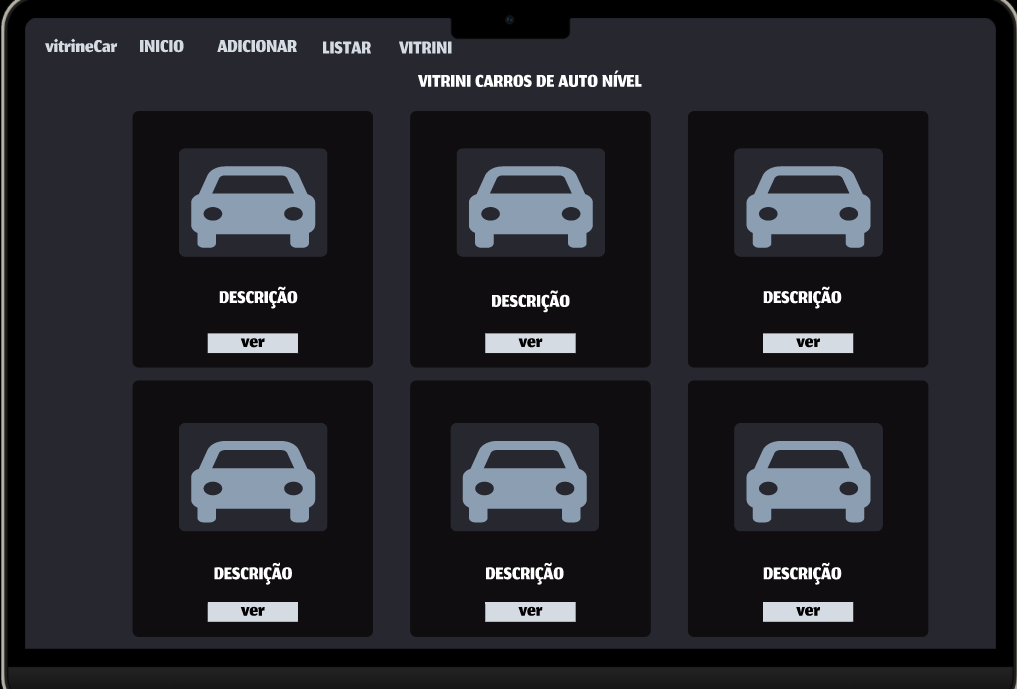 vitrineCar INICIO ADICIONAR LISTAR VITRINI
VITRINI CARROS DE AUTO NÍVEL
DESCRIÇÃO DESCRIÇÃO DESCRIÇÃO
ver ver ver
DESCRIÇÃO DESCRIÇÃO DESCRIÇÃO
ver ver ver